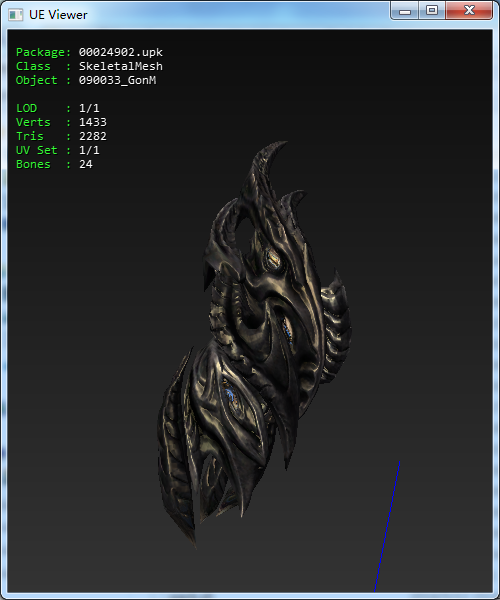 UE Viewer
Package: 00024902.upk
Class : SkeletalMesh
Object : 090033_GonM
LOD : 1/1
Verts : 1433
Tris : 2282
UV Set : 1/1
Bones : 24